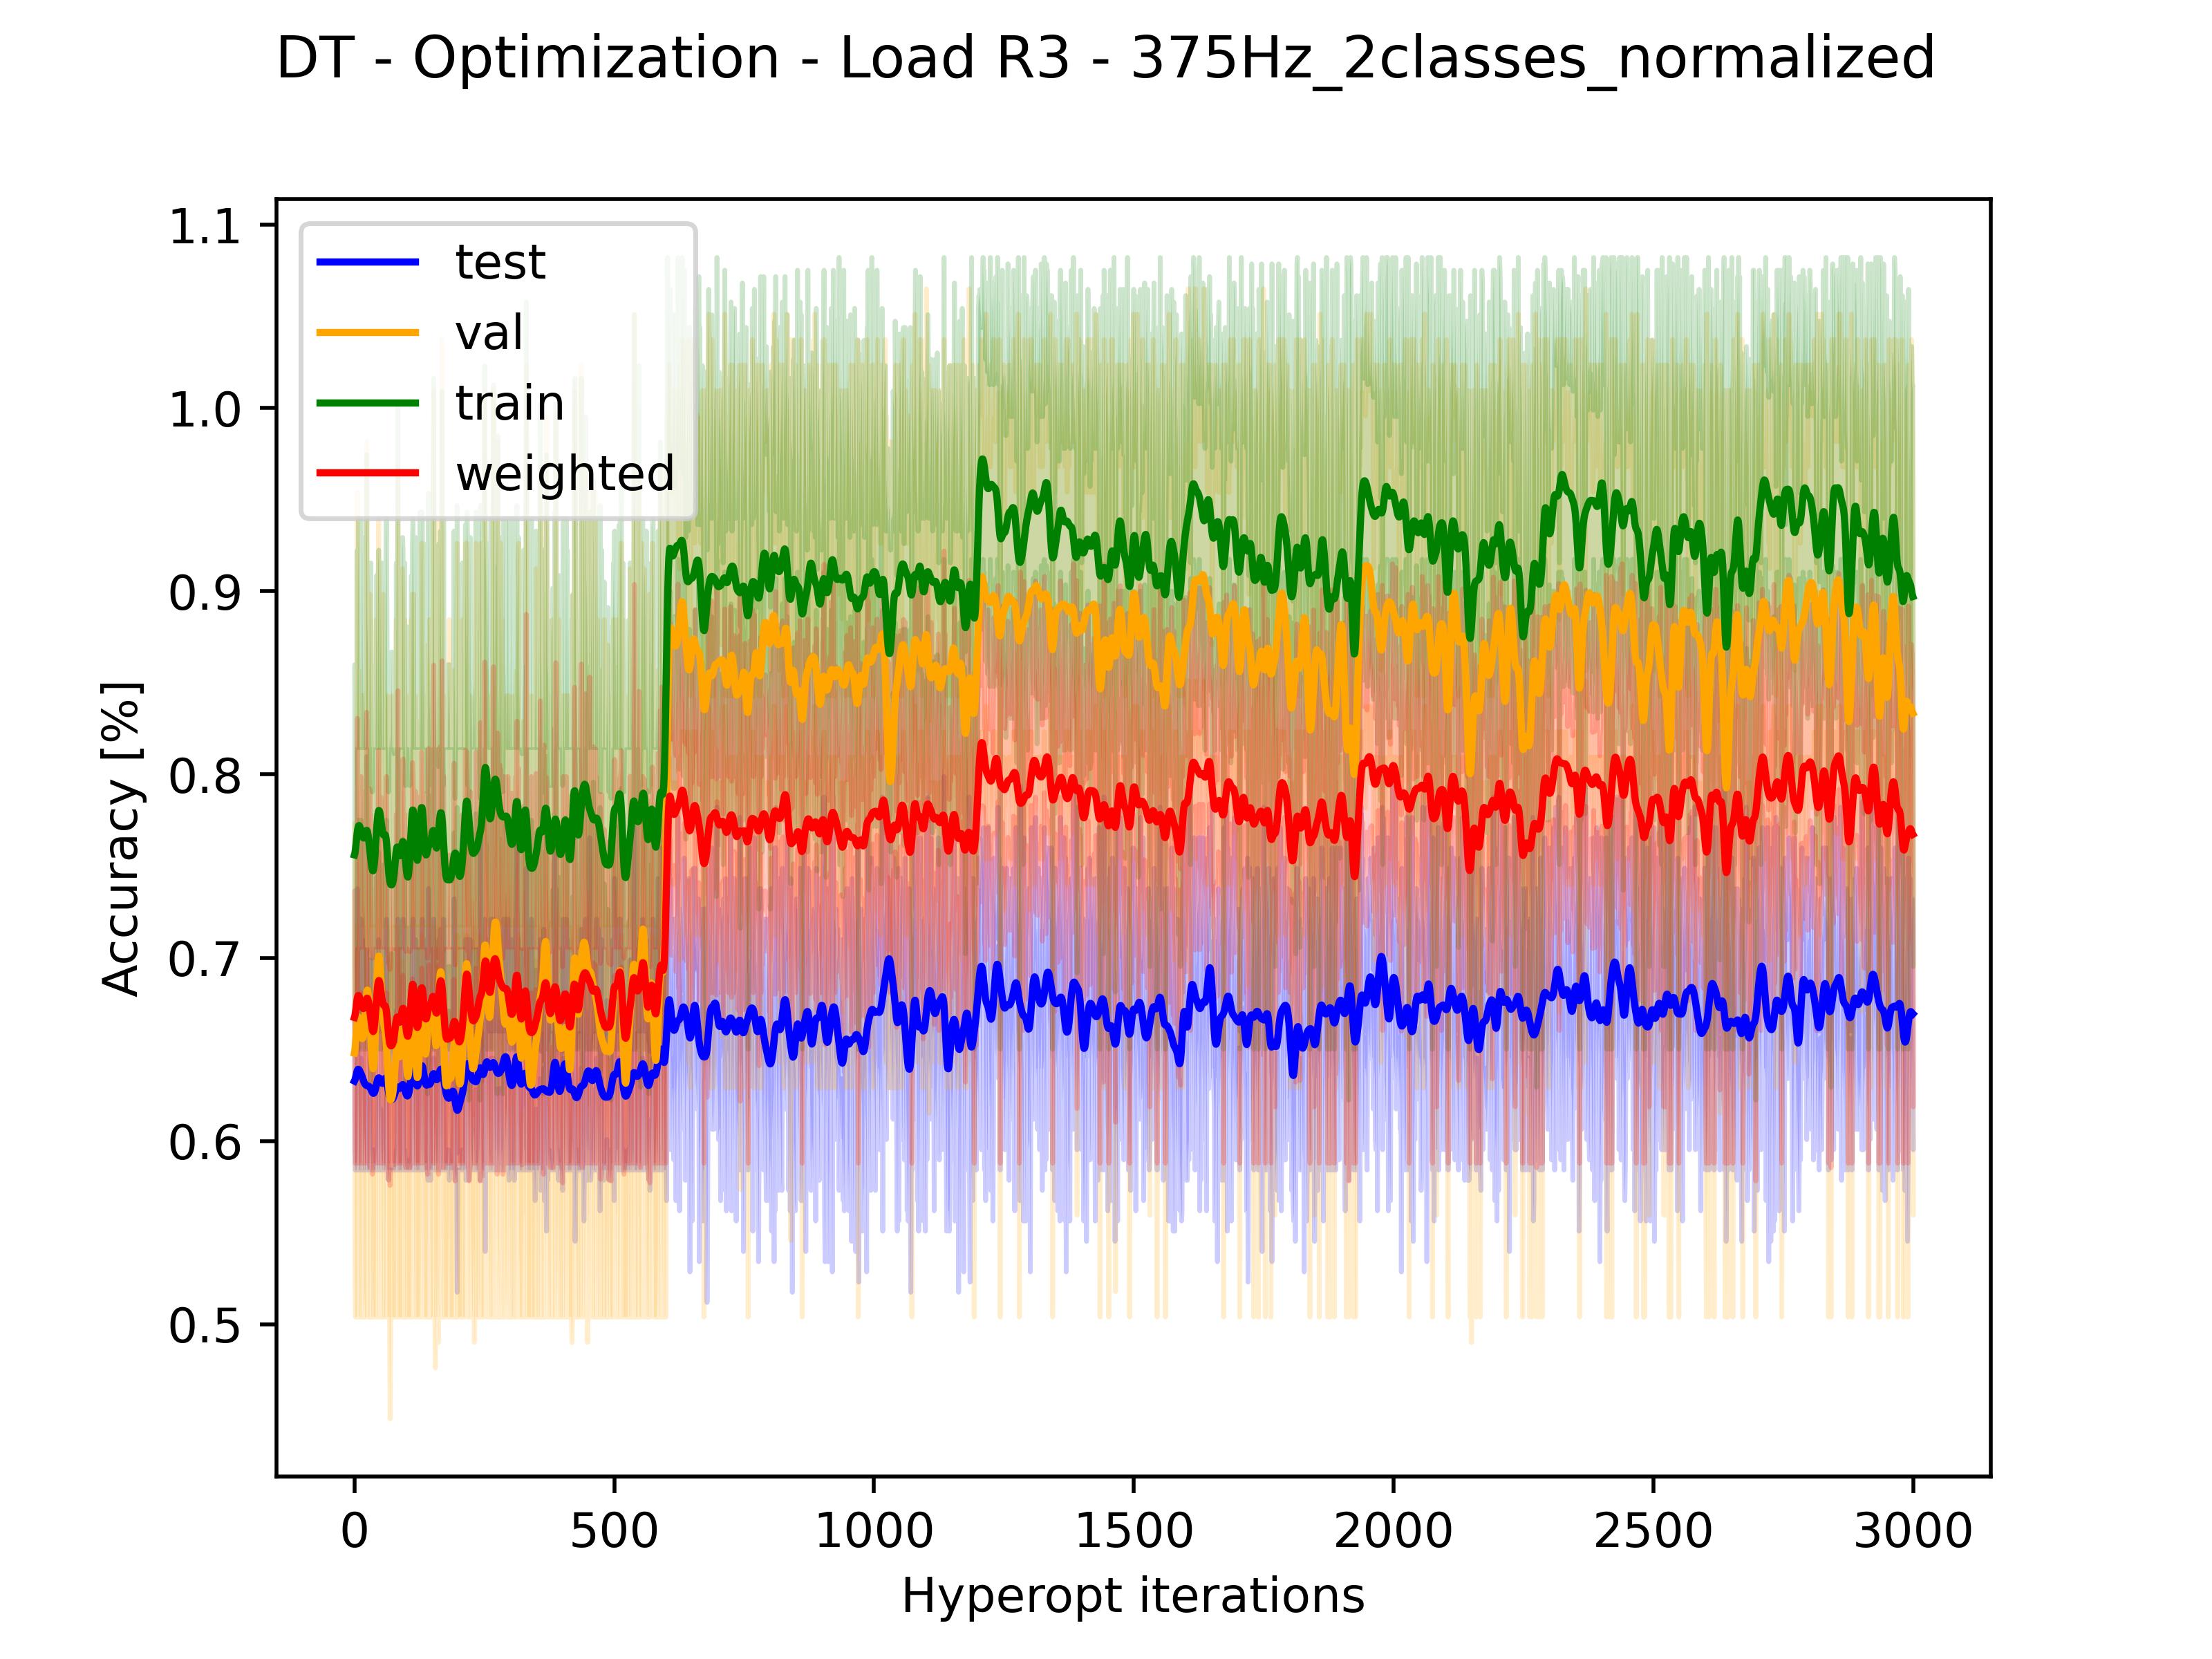 DT - Optimization - Load R3 - 375Hz_2classes_normalized
1.1
1.0
0.9
0.8
0.7
0.6
0.5
Accuracy [%]
test
val
train
weighted
0 500 1000 1500 2000 2500 3000
Hyperopt iterations